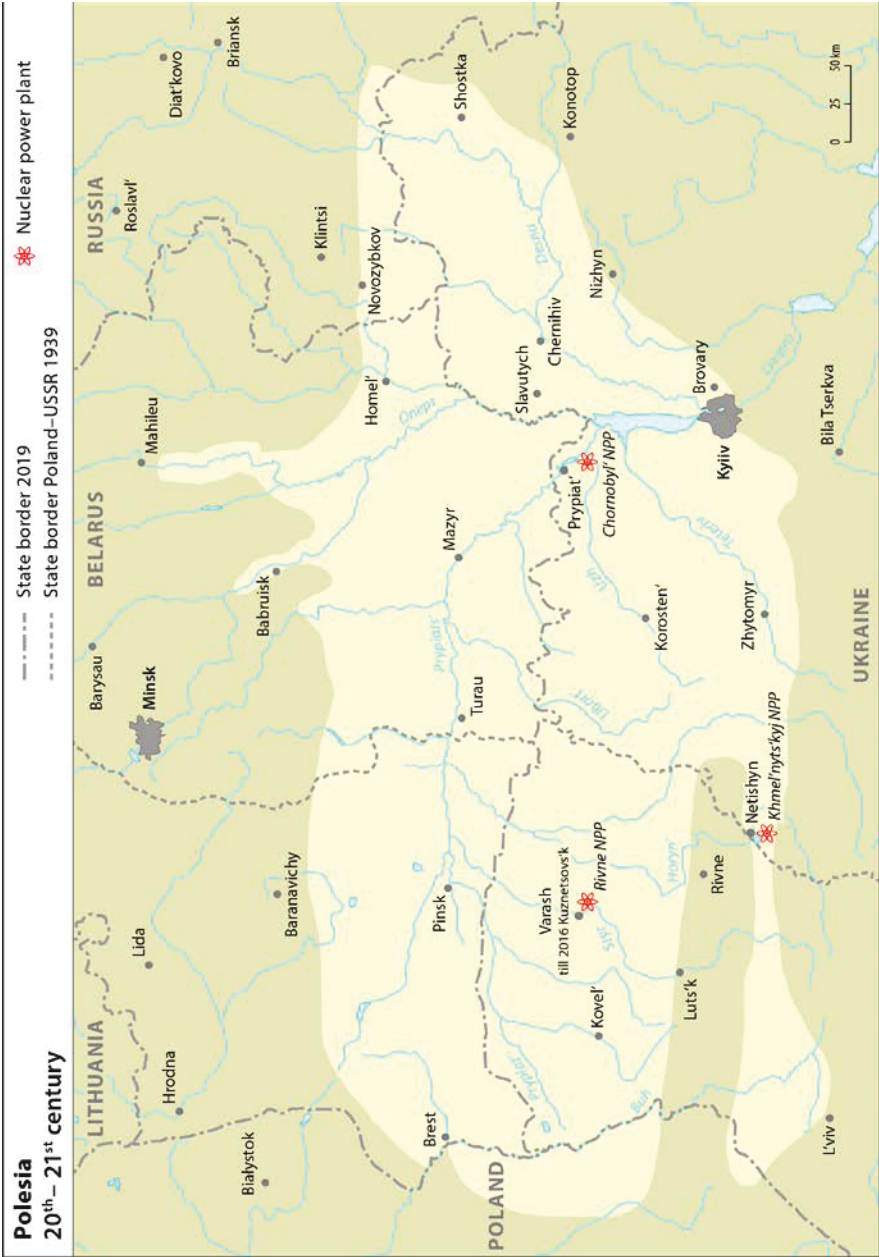 Polesia
20th – 21st century
State border 2019
State border Poland–USSR 1939
Nuclear power plant
LITHUANIA
BELARUS
RUSSIA
POLAND
UKRAINE
Hrodna
Lida
Białystok
Baranavichy
Minsk
Barysau
Babruisk
Mahileu
Roslavl'
Diat'kovo
Briansk
Klintsi
Novozybkov
Homel'
Dnepr
Brest
Pinsk
Turau
Prypiats'
Mazyr
Shostka
Konotop
Desna
Chernihiv
Slavutych
Nizhyn
Prypiat'
Chornobyl' NPP
Prypiat'
Kovel'
Varash
till 2016 Kuznetsovs'k
Rivne NPP
Styr
Horyn'
Ubort'
Uzh
Korosten'
Teteriv
Zhytomyr
Kyiiv
Brovary
Bila Tserkva
Buh
Luts'k
Rivne
Netishyn
Khmel'nyts'kyj NPP
L'viv
0 25 50 km